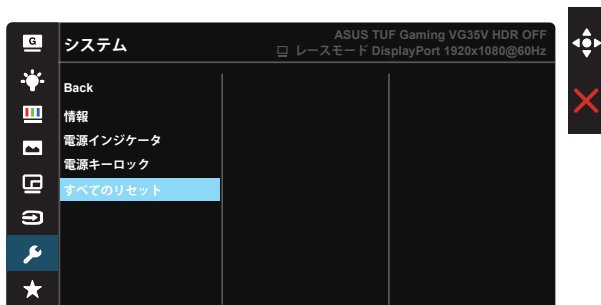 G
システム
ASUS TUF Gaming VG35V HDR OFF
レースモード DisplayPort 1920x1080@60Hz
Back
情報
電源インジケータ
電源キーロック
すべてのリセット